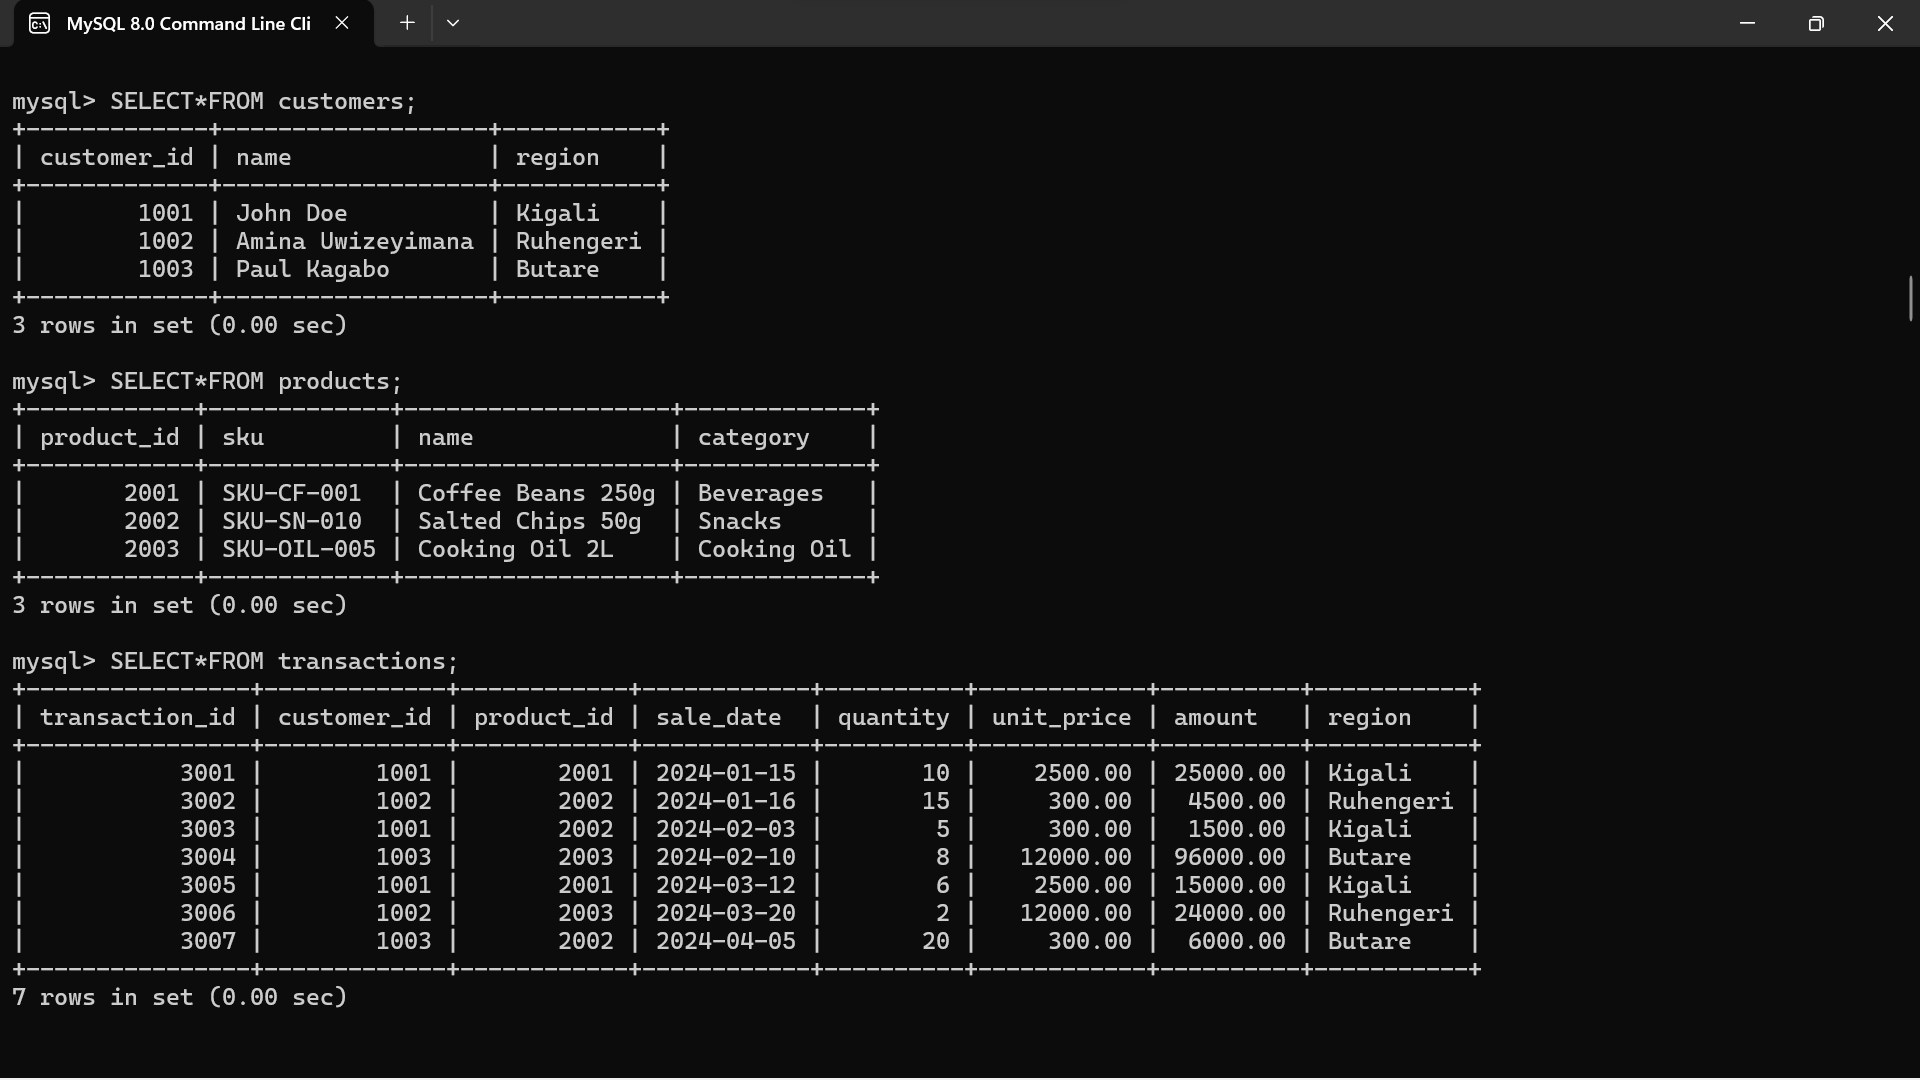 MySQL 8.0 Command Line Cli
mysql> SELECT*FROM customers;
+-------------+-------------------+-----------+
| customer_id | name              | region    |
+-------------+-------------------+-----------+
|        1001 | John Doe          | Kigali    |
|        1002 | Amina Uwizeyimana | Ruhengeri |
|        1003 | Paul Kagabo       | Butare    |
+-------------+-------------------+-----------+
3 rows in set (0.00 sec)
mysql> SELECT*FROM products;
+------------+-------------+-------------------+-------------+
| product_id | sku         | name              | category    |
+------------+-------------+-------------------+-------------+
|       2001 | SKU-CF-001  | Coffee Beans 250g | Beverages   |
|       2002 | SKU-SN-010  | Salted Chips 50g  | Snacks      |
|       2003 | SKU-OIL-005 | Cooking Oil 2L    | Cooking Oil |
+------------+-------------+-------------------+-------------+
3 rows in set (0.00 sec)
mysql> SELECT*FROM transactions;
+----------------+-------------+------------+------------+----------+------------+----------+-----------+
| transaction_id | customer_id | product_id | sale_date  | quantity | unit_price | amount   | region    |
+----------------+-------------+------------+------------+----------+------------+----------+-----------+
|           3001 |        1001 |       2001 | 2024-01-15 |       10 |    2500.00 | 25000.00 | Kigali    |
|           3002 |        1002 |       2002 | 2024-01-16 |       15 |     300.00 |  4500.00 | Ruhengeri |
|           3003 |        1001 |       2002 | 2024-02-03 |        5 |     300.00 |  1500.00 | Kigali    |
|           3004 |        1003 |       2003 | 2024-02-10 |        8 |   12000.00 | 96000.00 | Butare    |
|           3005 |        1001 |       2001 | 2024-03-12 |        6 |    2500.00 | 15000.00 | Kigali    |
|           3006 |        1002 |       2003 | 2024-03-20 |        2 |   12000.00 | 24000.00 | Ruhengeri |
|           3007 |        1003 |       2002 | 2024-04-05 |       20 |     300.00 |  6000.00 | Butare    |
+----------------+-------------+------------+------------+----------+------------+----------+-----------+
7 rows in set (0.00 sec)